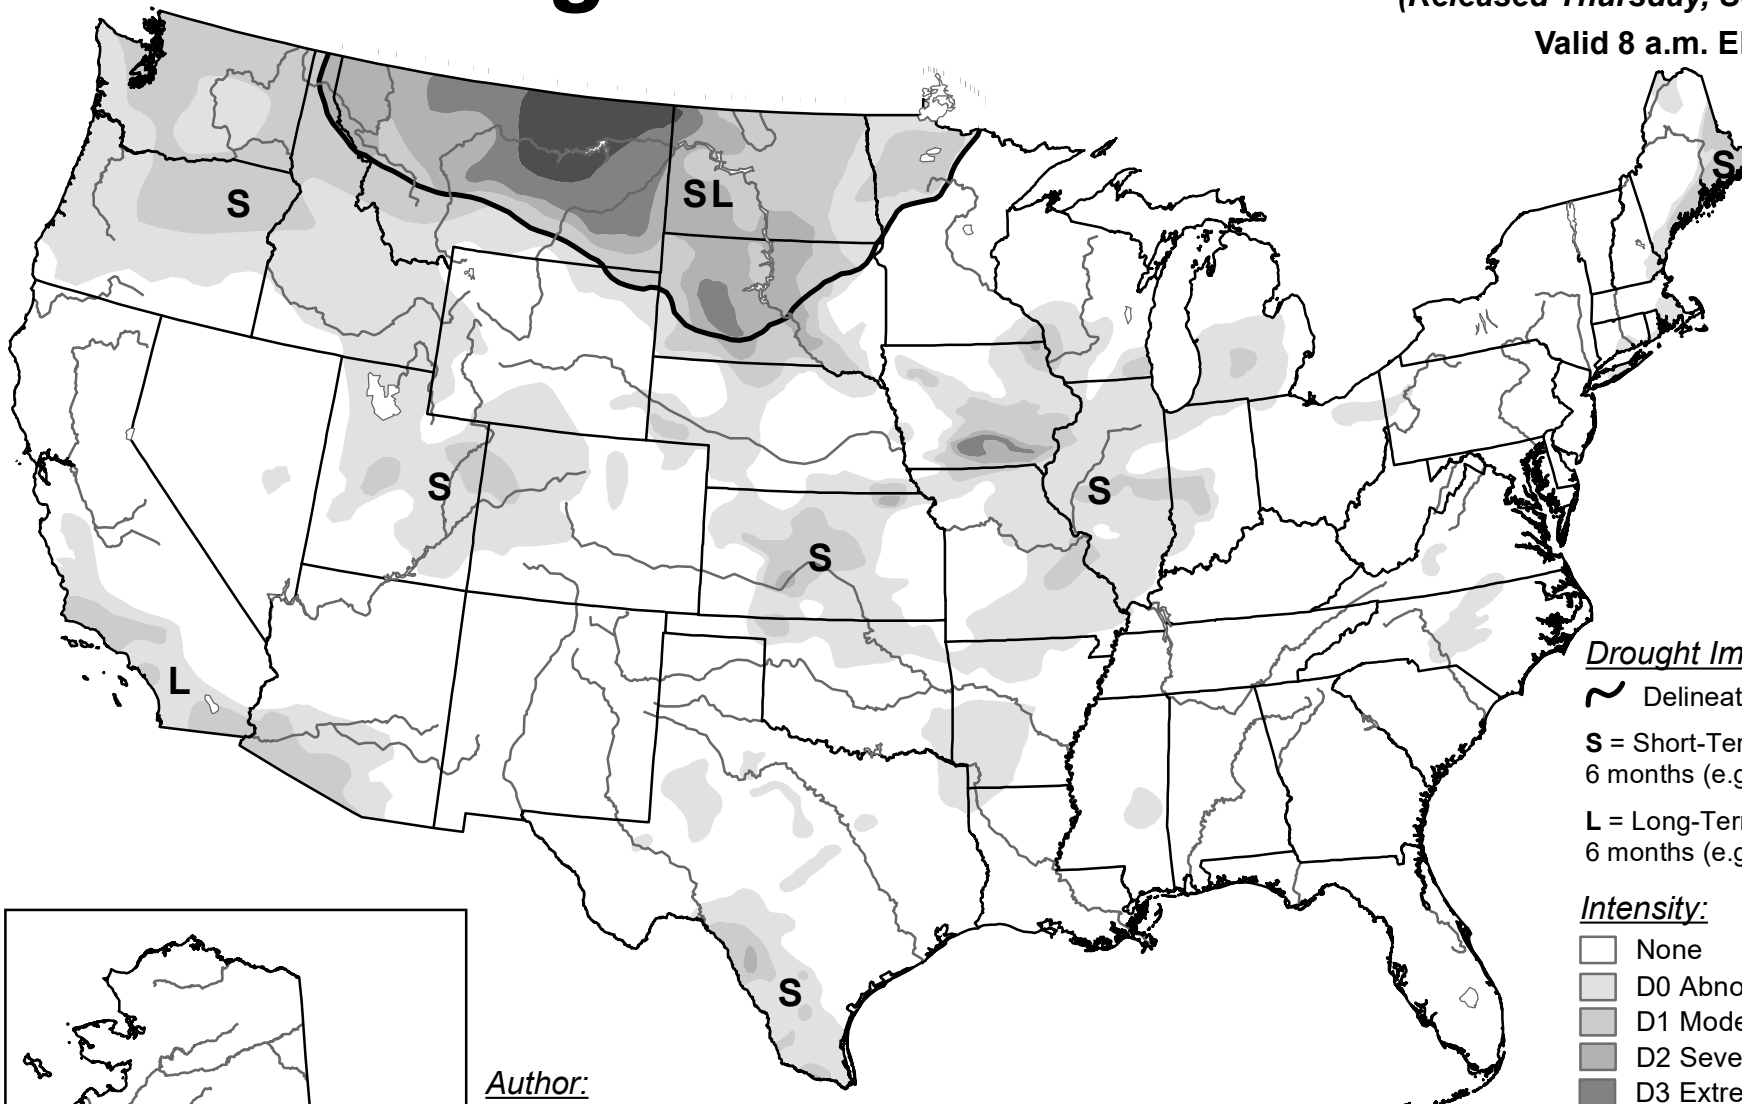 (Released Thursday, S
Valid 8 a.m. E
S
S
SL
S
S
S
S
L
S
Drought Im
Delineat
S = Short-Ter
6 months (e.g
L = Long-Ter
6 months (e.g
Intensity:
None
D0 Abno
D1 Mode
D2 Seve
D3 Extre
Author: